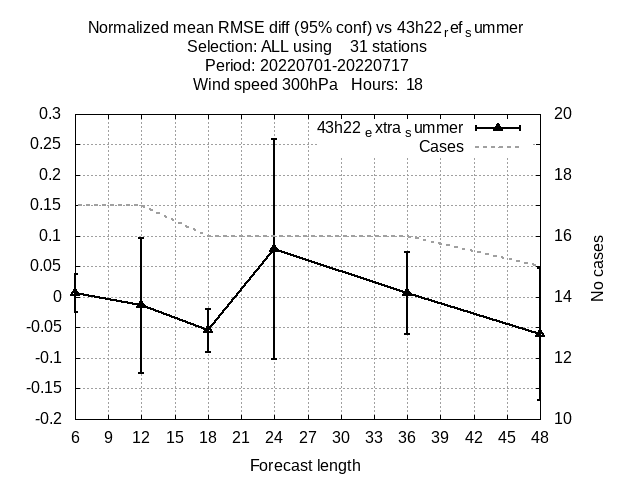 Normalized mean RMSE diff (95% conf) vs 43h22ᵣefₛummer
Selection: ALL using    31 stations
Period: 20220701-20220717
Wind speed 300hPa   Hours:  18
0.3
0.25
0.2
0.15
0.1
0.05
0
-0.05
-0.1
-0.15
-0.2
43h22ₑxtraₛummer
Cases
20
18
16
14
12
10
No cases
6 9 12 15 18 21 24 27 30 33 36 39 42 45 48
Forecast length